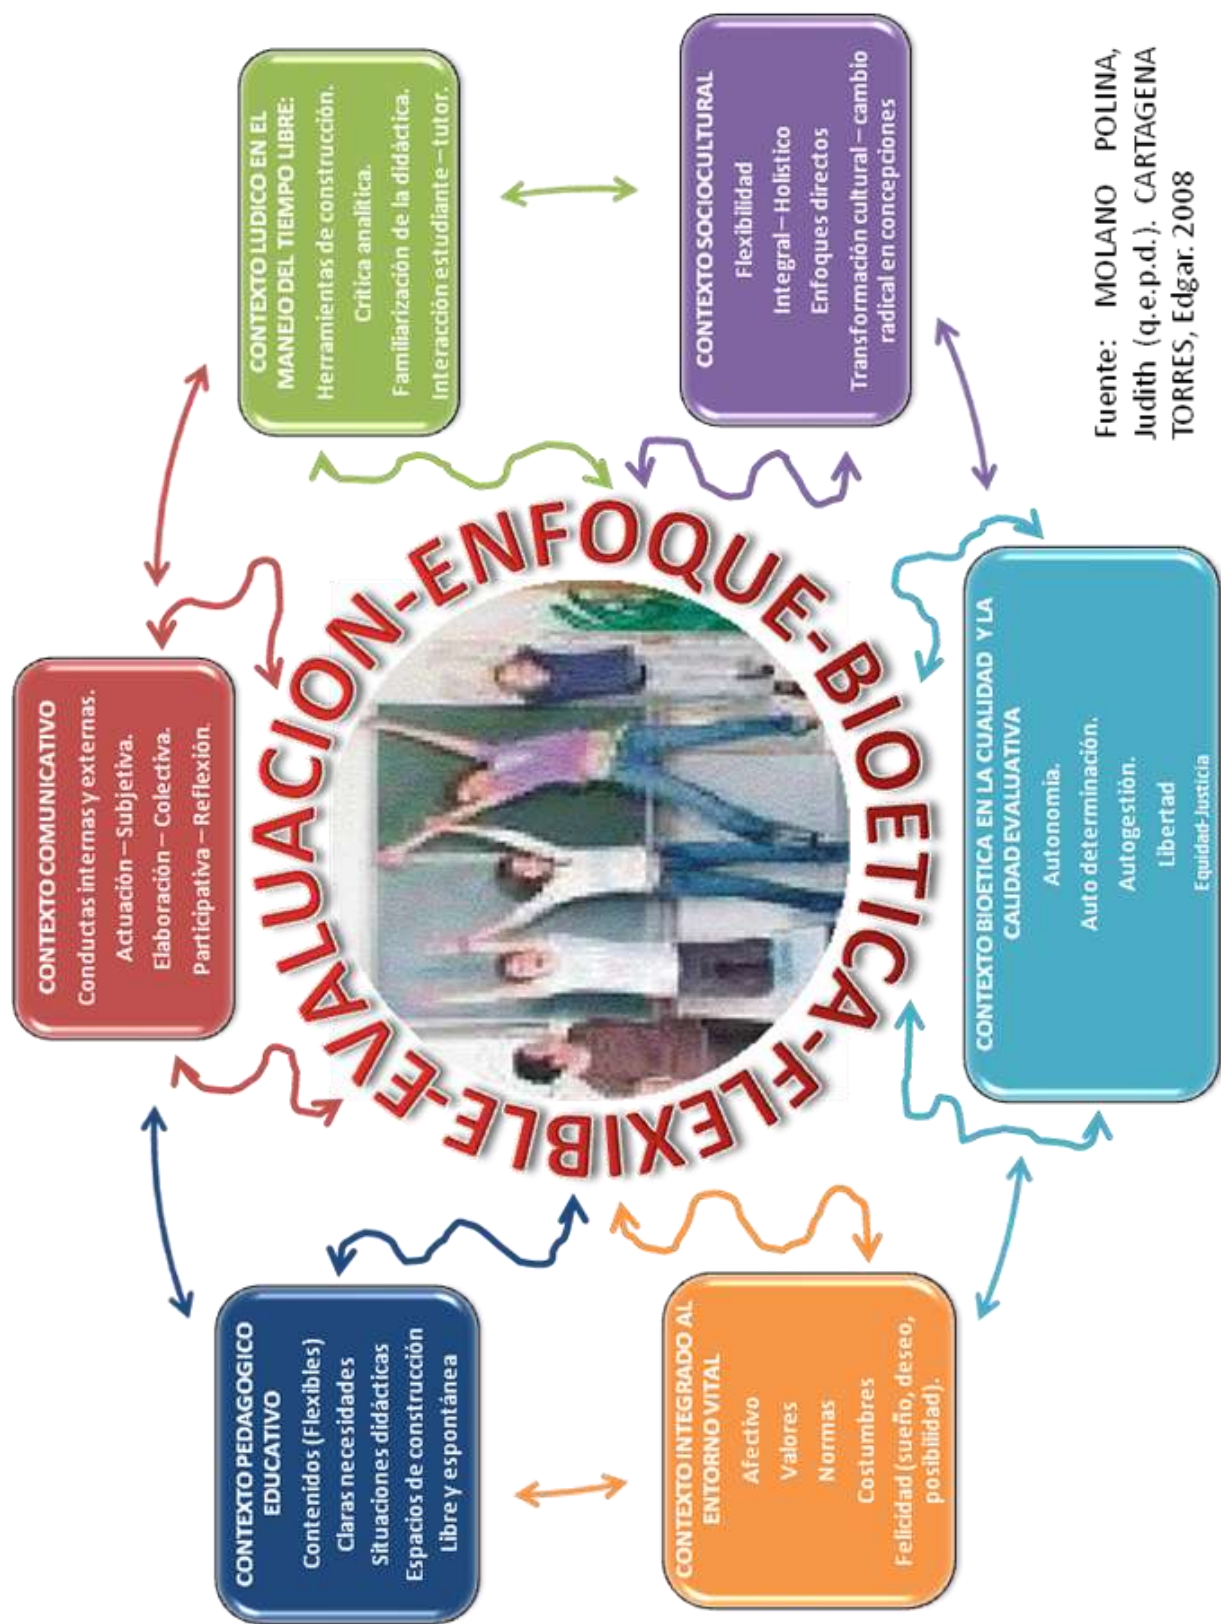 CONTEXTO COMUNICATIVO
Conductas internas y externas.
Actuación – Subjetiva.
Elaboración – Colectiva.
Participativa – Reflexión.
CONTEXTO PEDAGOGICO
EDUCATIVO
Contenidos (Flexibles)
Claras necesidades
Situaciones didácticas
Espacios de construcción
Libre y espontánea
CONTEXTO LUDICO EN EL
MANEJO DEL TIEMPO LIBRE:
Herramientas de construcción.
Critica analítica.
Familiarización de la didáctica.
Interacción estudiante – tutor.
FLEXIBLE-EVALUACION-ENFOQUE-BIOETICA-
CONTEXTO INTEGRADO AL
ENTORNO VITAL
Afectivo
Valores
Normas
Costumbres
Felicidad (sueño, deseo,
posibilidad).
CONTEXTO SOCIOCULTURAL
Flexibilidad
Integral – Holístico
Enfoques directos
Transformación cultural – cambio
radical en concepciones
CONTEXTO BIOETICA EN LA CUALIDAD Y LA
CALIDAD EVALUATIVA
Autonomía.
Auto determinación.
Autogestión.
Libertad
Equidad-Justicia
Fuente: MOLANO POLINA,
Judith (q.e.p.d.). CARTAGENA
TORRES, Edgar. 2008